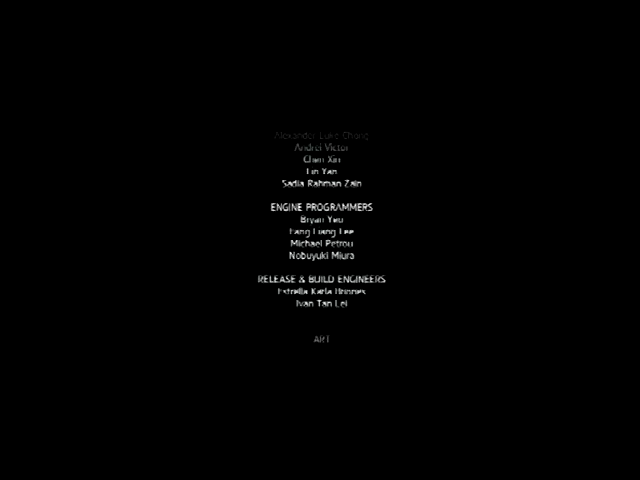 Alexander Luke Chong
Andrei Victor
Chen Xin
Lin Yan
Sadia Rahman Zain
ENGINE PROGRAMMERS
Bryan Yeo
Fang Liang Lee
Michael Petrou
Nobuyuki Miura
RELEASE & BUILD ENGINEERS
Estrella Karla Briones
Ivan Tan Lei
ART